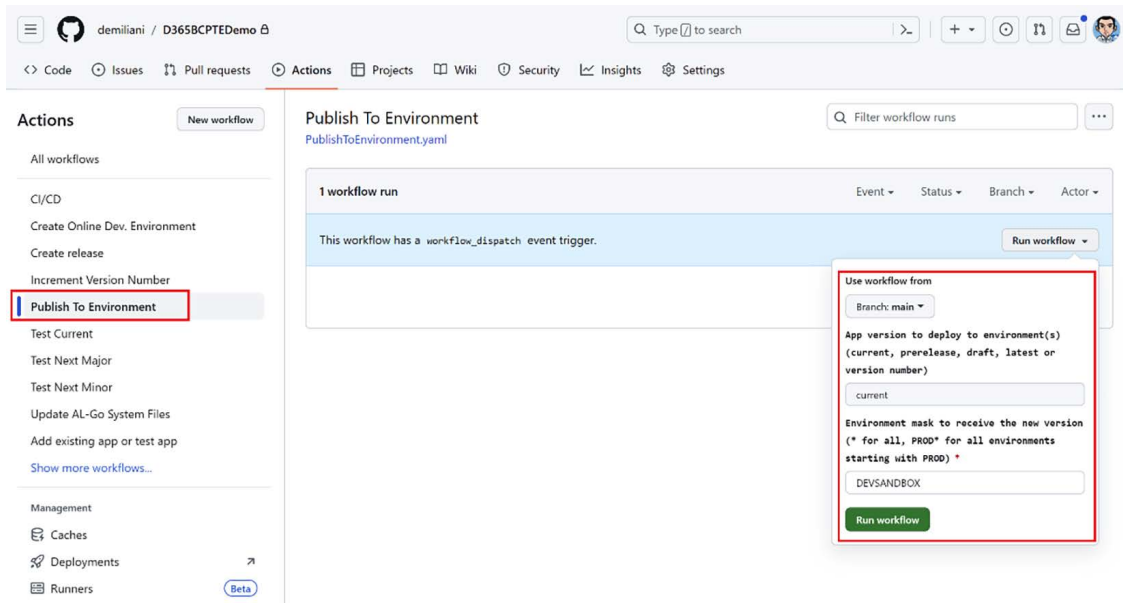 demiliani / D365BCPTEDemo
Type / to search
Code
Issues
Pull requests
Actions
Projects
Wiki
Security
Insights
Settings
Actions
New workflow
All workflows
CI/CD
Create Online Dev. Environment
Create release
Increment Version Number
Publish To Environment
Test Current
Test Next Major
Test Next Minor
Update AL-Go System Files
Add existing app or test app
Show more workflows...
Management
Caches
Deployments
Runners
Beta
Publish To Environment
PublishToEnvironment.yaml
Filter workflow runs
1 workflow run
Event
Status
Branch
Actor
This workflow has a workflow_dispatch event trigger.
Run workflow
Use workflow from
Branch: main
App version to deploy to environment(s)
(current, prerelease, draft, latest or
version number)
current
Environment mask to receive the new version
(* for all, PROD* for all environments
starting with PROD) *
DEVSANDBOX
Run workflow